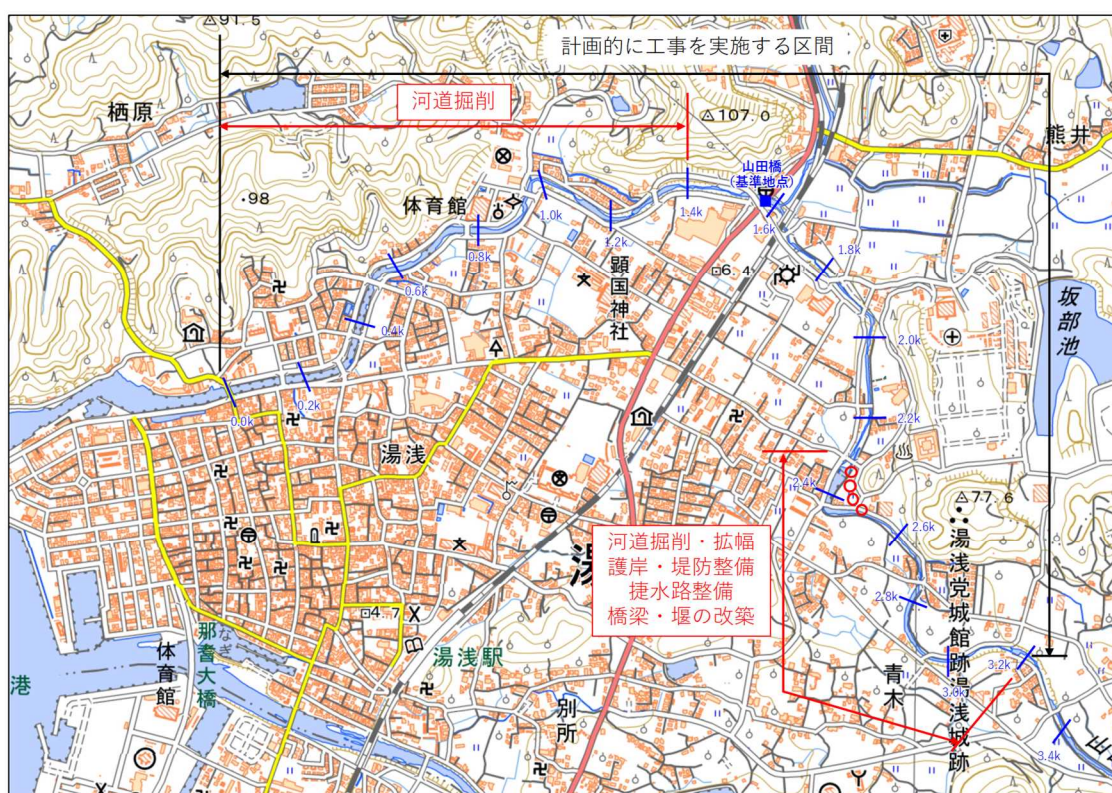 91.5
計画的に工事を実施する区間
河道掘削
栖原
107.0
熊井
山田橋
(基準地点)
98
体育館
1.0k
1.4k
1.2k
1.6k
0.8k
1.8k
顕国神社
6.4
0.6k
坂部池
0.4k
2.0k
0.2k
0.0k
2.2k
湯浅
2.4k
77.6
2.6k
河道掘削・拡幅
護岸・堤防整備
捷水路整備
橋梁・堰の改築
湯
湯浅党城館跡湯浅城跡
2.8k
4.7
那耆大橋
なぎ
体育館
湯浅駅
港
別所
青木
3.0k
3.2k
3.4k
山